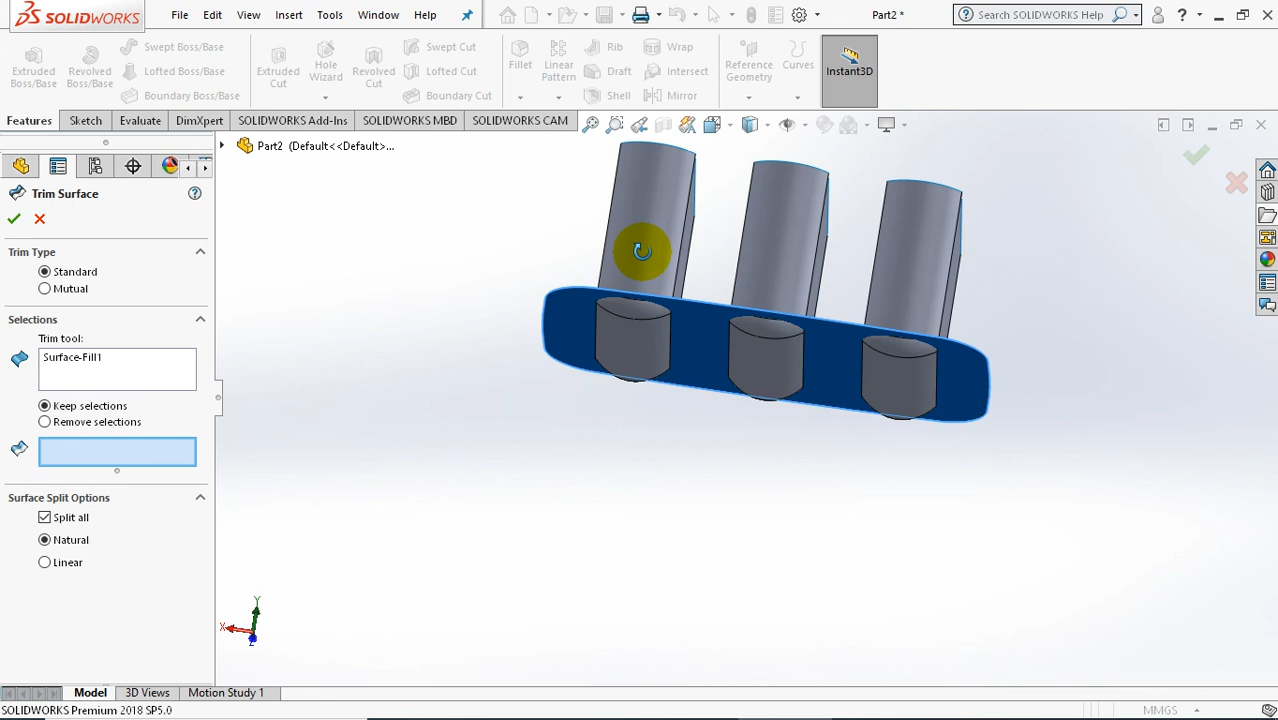 SOLIDWORKS File Edit View Insert Tools Window Help Part2 * Search SOLIDWORKS Help ?
Extruded Boss/Base
Revolved Boss/Base
Swept Boss/Base
Lofted Boss/Base
Boundary Boss/Base
Extruded Cut
Hole Wizard
Revolved Cut
Swept Cut
Lofted Cut
Boundary Cut
Fillet
Linear Pattern
Rib
Draft
Shell
Wrap
Intersect
Mirror
Reference Geometry
Curves
Instant3D
Features Sketch Evaluate DimXpert SOLIDWORKS Add-Ins SOLIDWORKS MBD SOLIDWORKS CAM
Part2 (Default<<Default>...
Trim Surface ?
Trim Type
Standard
Mutual
Selections
Trim tool:
Surface-Fill1
Keep selections
Remove selections
Surface Split Options
Split all
Natural
Linear
Y
X
Z
Model 3D Views Motion Study 1
SOLIDWORKS Premium 2018 SP5.0 MMGS